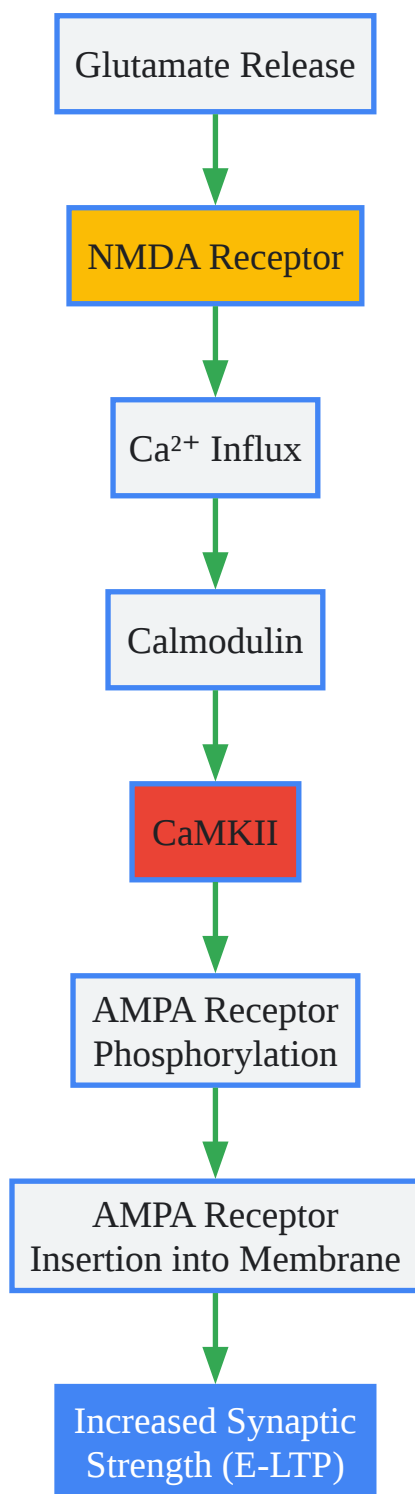 Glutamate Release
NMDA Receptor
Ca²⁺ Influx
Calmodulin
CaMKII
AMPA Receptor
Phosphorylation
AMPA Receptor
Insertion into Membrane
Increased Synaptic
Strength (E-LTP)